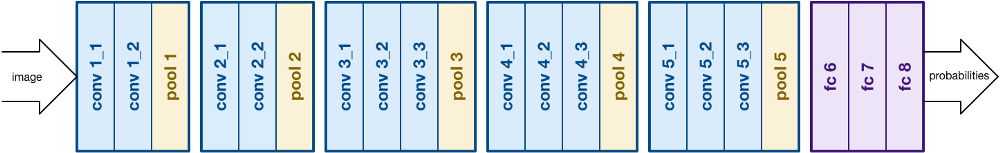 image
conv 1_1
conv 1_2
pool 1
conv 2_1
conv 2_2
pool 2
conv 3_1
conv 3_2
conv 3_3
pool 3
conv 4_1
conv 4_2
conv 4_3
pool 4
conv 5_1
conv 5_2
conv 5_3
pool 5
fc 6
fc 7
fc 8
probabilities